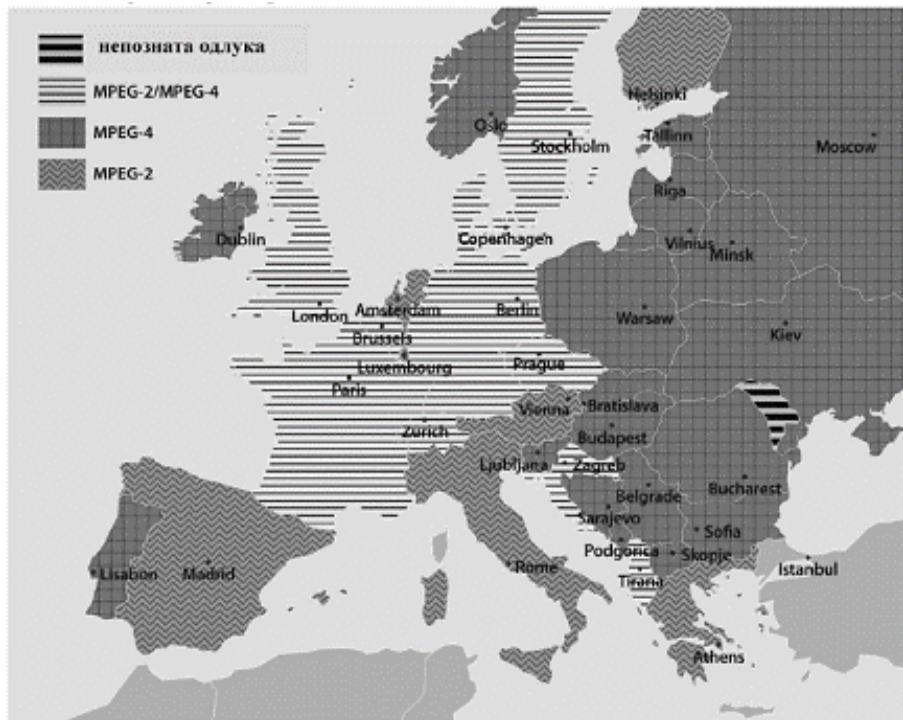 непозната одлука
MPEG-2/MPEG-4
MPEG-4
MPEG-2
Helsinki
Oslo
Tallinn
Stockholm
Moscow
Riga
Dublin
Copenhagen
Vilnius
Minsk
London
Amsterdam
Berlin
Warsaw
Brussels
Kiev
Luxembourg
Prague
Paris
Vienna
Bratislava
Zurich
Budapest
Ljubljana
Zagreb
Belgrade
Bucharest
Sarajevo
Sofia
Podgorica
Skopje
Lisabon
Madrid
Rome
Tirana
Istanbul
Athens